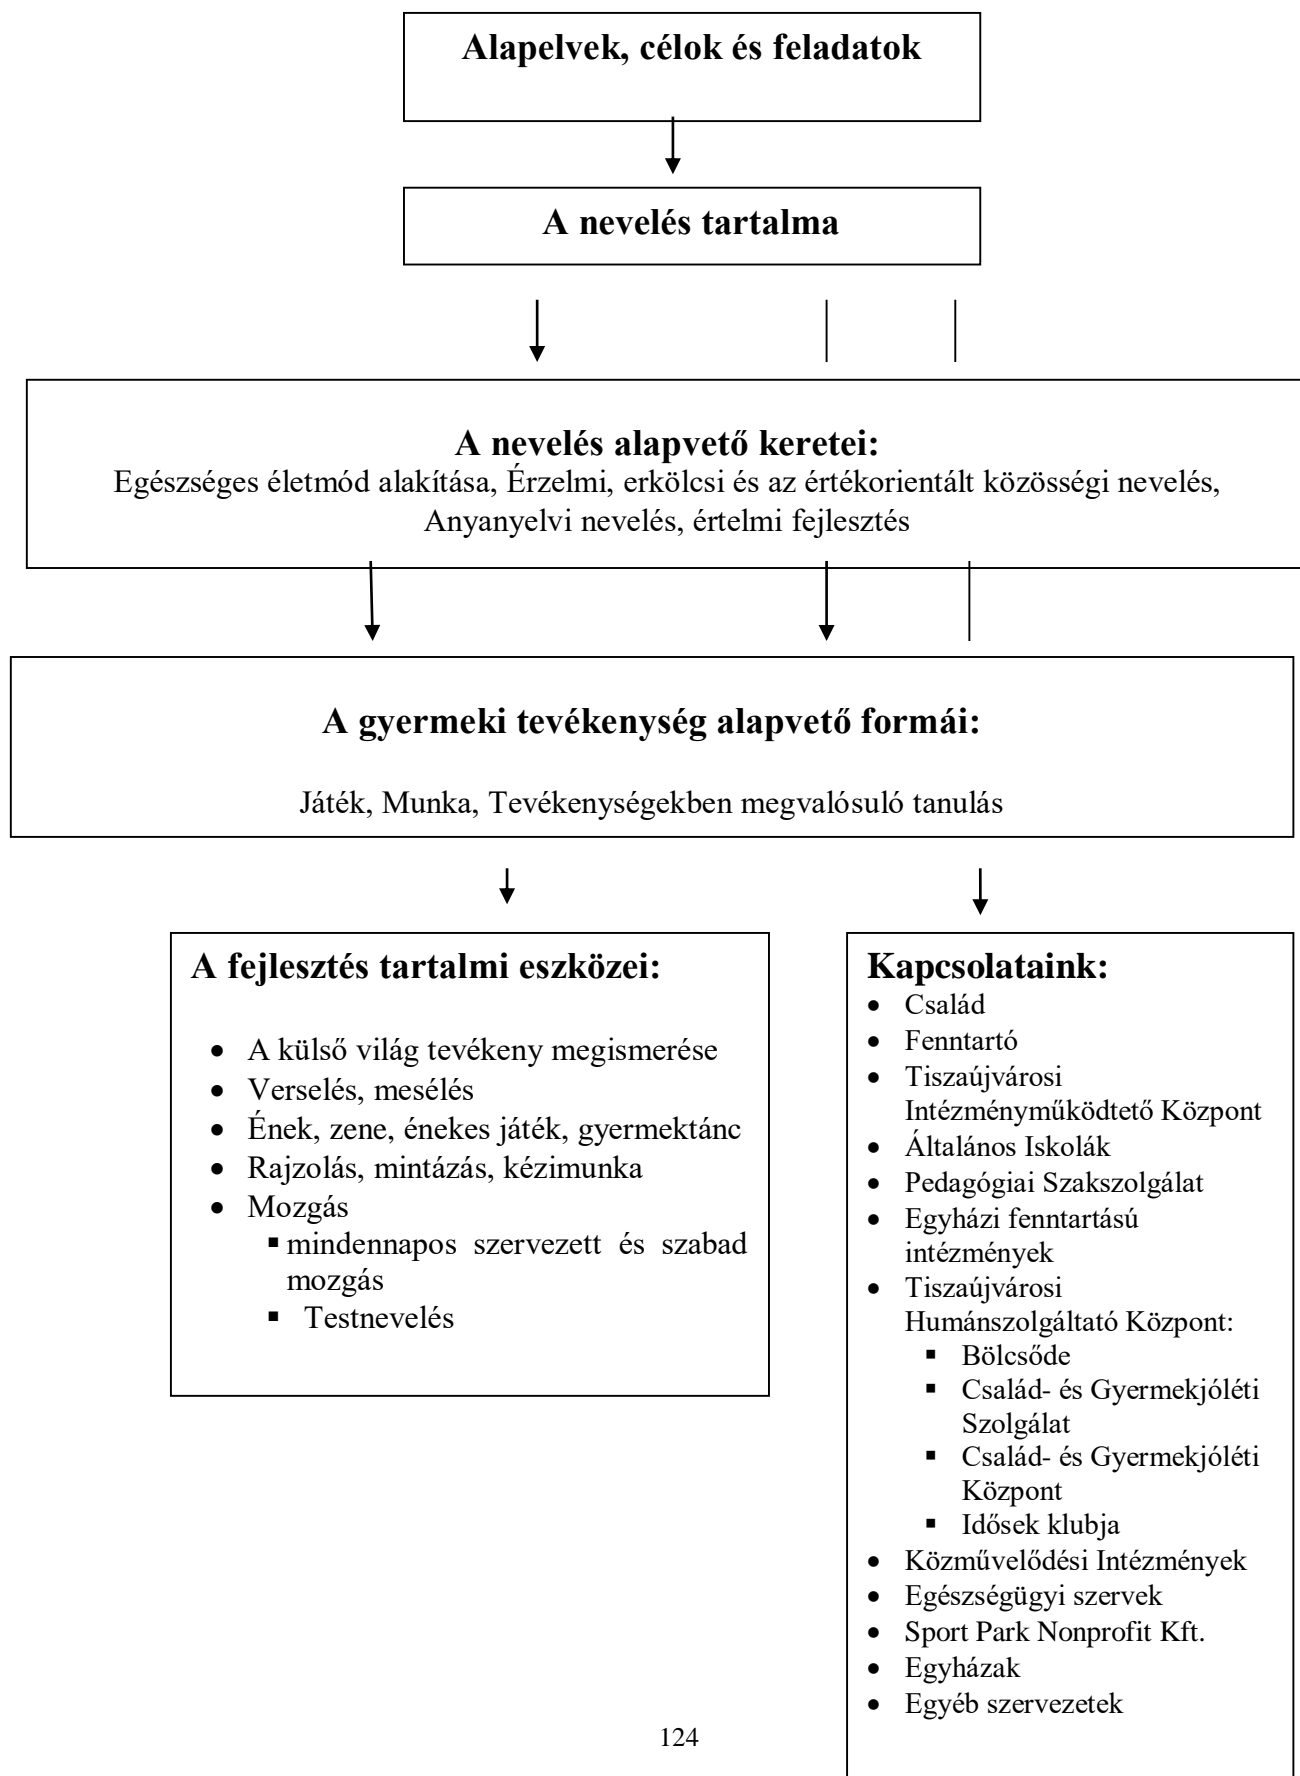 Alapelvek, célok és feladatok
A nevelés tartalma
A nevelés alapvető keretei:
Egészséges életmód alakítása, Érzelmi, erkölcsi és az értékorientált közösségi nevelés,
Anyanyelvi nevelés, értelmi fejlesztés
A gyermeki tevékenység alapvető formái:
Játék, Munka, Tevékenységekben megvalósuló tanulás
A fejlesztés tartalmi eszközei:
• A külső világ tevékeny megismerése
• Verselés, mesélés
• Ének, zene, énekes játék, gyermektánc
• Rajzolás, mintázás, kézimunka
• Mozgás
▪ mindennapos szervezett és szabad
mozgás
▪ Testnevelés
Kapcsolataink:
• Család
• Fenntartó
• Tiszaújvárosi
Intézményműködtető Központ
• Általános Iskolák
• Pedagógiai Szakszolgálat
• Egyházi fenntartású
intézmények
• Tiszaújvárosi
Humánszolgáltató Központ:
▪ Bölcsőde
▪ Család- és Gyermekjóléti
Szolgálat
▪ Család- és Gyermekjóléti
Központ
▪ Idősek klubja
• Közművelődési Intézmények
• Egészségügyi szervek
• Sport Park Nonprofit Kft.
• Egyházak
• Egyéb szervezetek
124